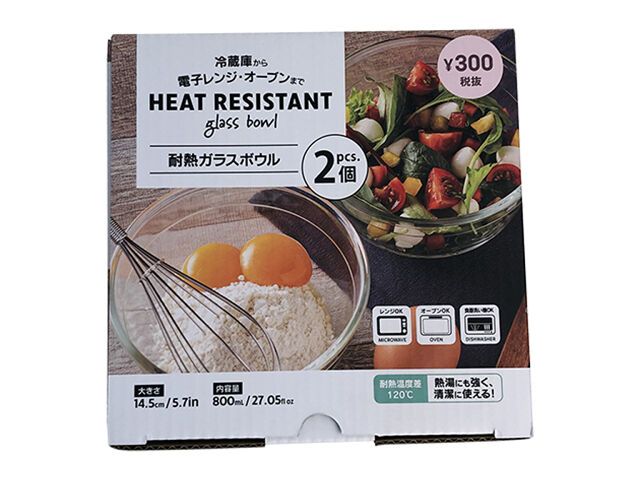 冷蔵庫から
電子レンジ・オーブンまで
HEAT RESISTANT
glass bowl
耐熱ガラスボウル
2 pcs.
個
¥300
税抜
レンジOK
MICROWAVE
オーブンOK
OVEN
食器洗い機OK
DISHWASHER
大きさ
14.5cm/5.7in
内容量
800mL/27.05fl oz
耐熱温度差
120℃
熱湯にも強く、
清潔に使える!